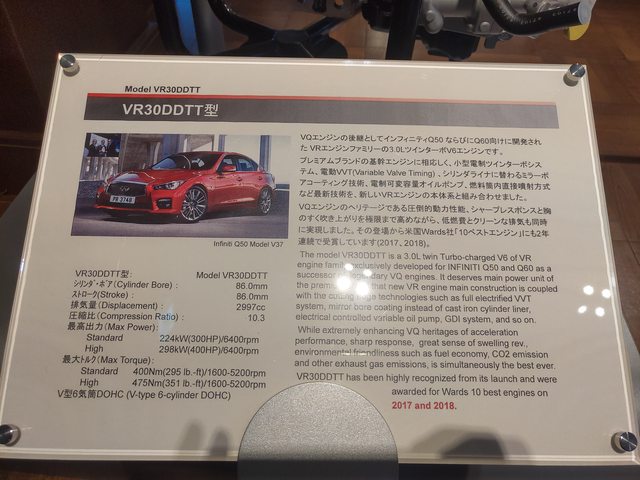 Model VR30DDTT
VR30DDTT型
PR 3748
Infiniti Q50 Model V37
VR30DDTT型: Model VR30DDTT
シリンダ・ボア(Cylinder Bore) : 86.0mm
ストローク(Stroke) : 86.0mm
排気量(Displacement) : 2997cc
圧縮比(Compression Ratio) : 10.3
最高出力(Max Power):
Standard 224kW(300HP)/6400rpm
High 298kW(400HP)/6400rpm
最大トルク(Max Torque):
Standard 400Nm(295 lb.-ft)/1600-5200rpm
High 475Nm(351 lb.-ft)/1600-5200rpm
V型6気筒DOHC (V-type 6-cylinder DOHC)
VQエンジンの後継としてインフィニティQ50 ならびにQ60向けに開発され
た VRエンジンファミリーの3.0LツインターボV6エンジンです。
プレミアムブランドの基幹エンジンに相応しく、小型電制ツインターボシス
テム、電動VVT(Variable Valve Timing) 、シリンダライナに替わるミラーボ
アコーティング技術、電制可変容量オイルポンプ、燃料筒内直接噴射方式
など最新技術を、新しいVRエンジンの本体系と組み合わせました。
VQエンジンのヘリテージである圧倒的動力性能、シャープレスポンスと胸
のすく吹き上がりを極限まで高めながら、低燃費とクリーンな排気も同時
に実現しました。その登場から米国Wards社「10ベストエンジン」にも2年
連続で受賞しています(2017、2018)。
The model VR30DDTT is a 3.0L twin Turbo-charged V6 of VR
engine family exclusively developed for INFINITI Q50 and Q60 as a
successor of legendary VQ engines. It deserves main power unit of
the premium that new VR engine main construction is coupled
with the cutting edge technologies such as full electrified VVT
system, mirror bore coating instead of cast iron cylinder liner,
electrical controlled variable oil pump, GDI system, and so on.
While extremely enhancing VQ heritages of acceleration
performance, sharp response, great sense of swelling rev.,
environmental friendliness such as fuel economy, CO2 emission
and other exhaust gas emissions, is simultaneously the best ever.
VR30DDTT has been highly recognized from its launch and were
awarded for Wards 10 best engines on
2017 and 2018.